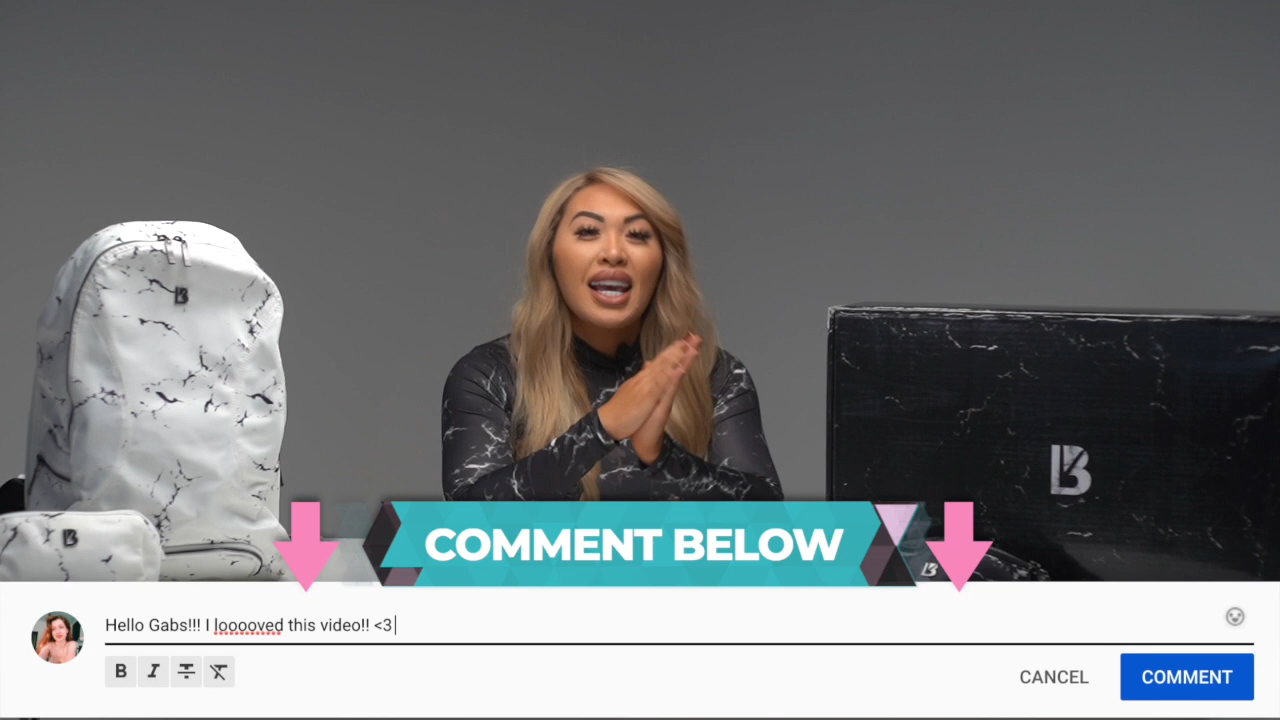 COMMENT BELOW
Hello Gabs!!! I looooved this video!! <3
B I T T
CANCEL
COMMENT